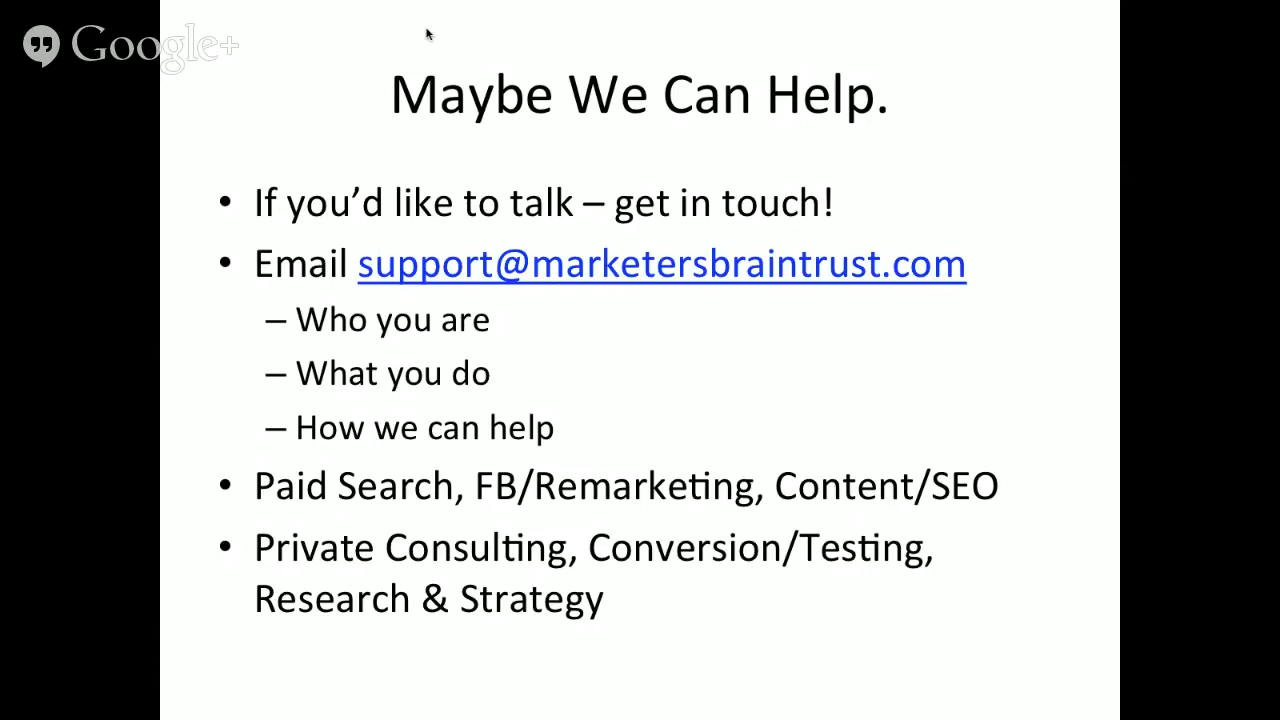 Google+
Maybe We Can Help.
• If you’d like to talk – get in touch!
• Email support@marketersbraintrust.com
– Who you are
– What you do
– How we can help
• Paid Search, FB/Remarketing, Content/SEO
• Private Consulting, Conversion/Testing,
Research & Strategy